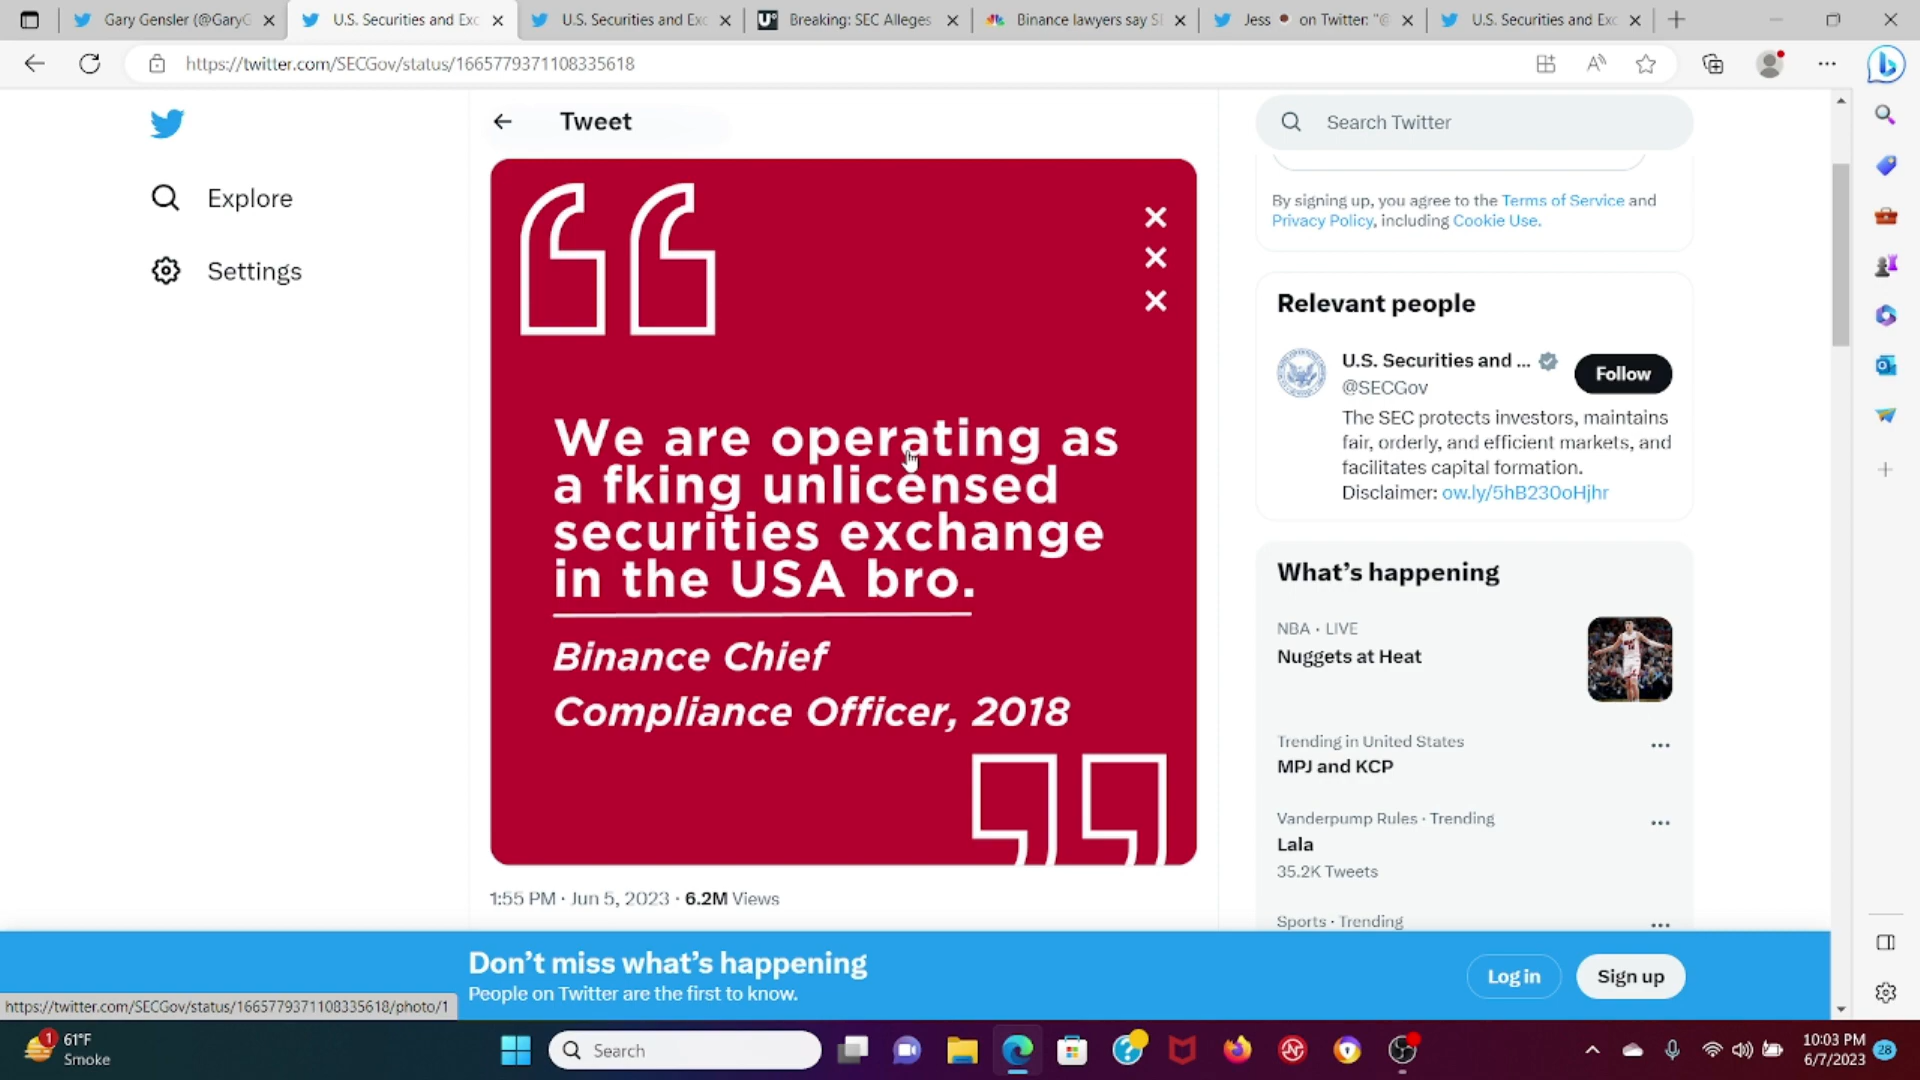 Gary Gensler (@GaryG
U.S. Securities and Exc
U.S. Securities and Exc
Breaking: SEC Alleges
Binance lawyers say S
Jess on Twitter: "@
U.S. Securities and Exc
https://twitter.com/SECGov/status/1665779371108335618
Explore
Settings
Tweet
We are operating as
a fking unlicensed
securities exchange
in the USA bro.
Binance Chief
Compliance Officer, 2018
1:55 PM · Jun 5, 2023 · 6.2M Views
Search Twitter
By signing up, you agree to the Terms of Service and
Privacy Policy, including Cookie Use.
Relevant people
U.S. Securities and ...
@SECGov
Follow
The SEC protects investors, maintains
fair, orderly, and efficient markets, and
facilitates capital formation.
Disclaimer: ow.ly/5hB230oHjhr
What's happening
NBA · LIVE
Nuggets at Heat
Trending in United States
MPJ and KCP
Vanderpump Rules · Trending
Lala
35.2K Tweets
Sports · Trending
Don't miss what's happening
People on Twitter are the first to know.
Log in
Sign up
https://twitter.com/SECGov/status/1665779371108335618/photo/1
1
61°F
Smoke
Search
10:03 PM
6/7/2023
28